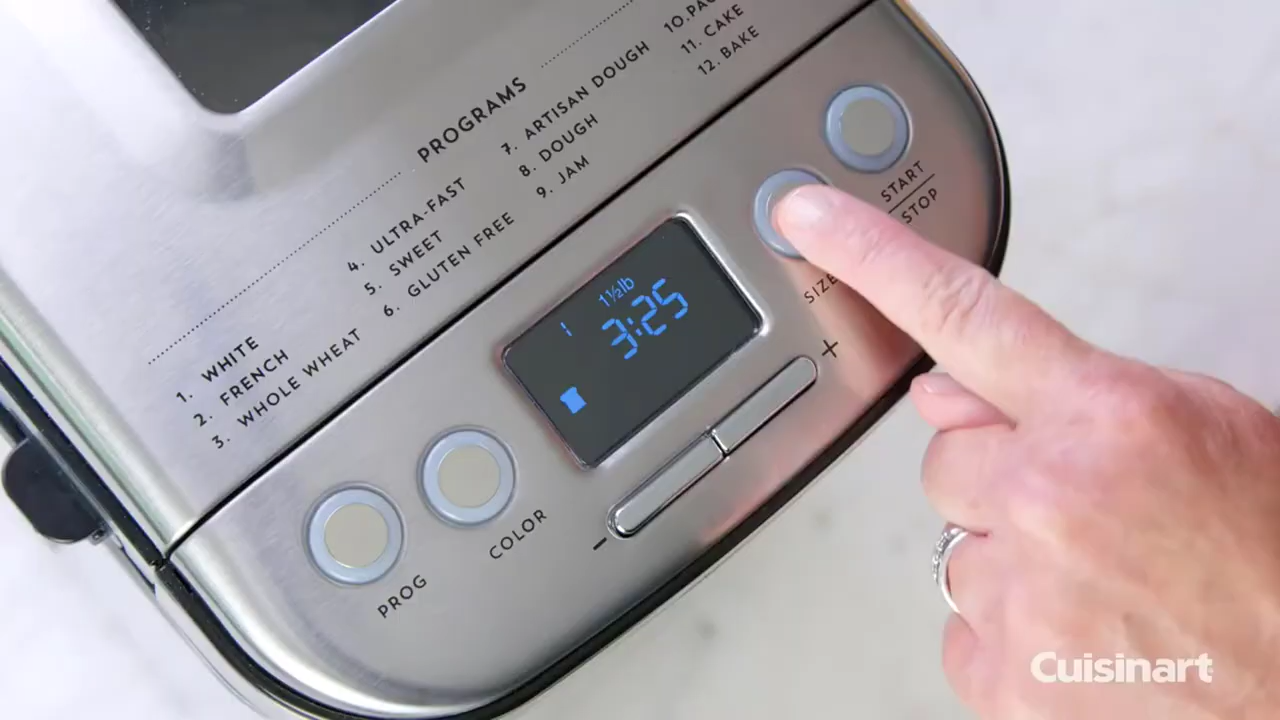 PROGRAMS
1. WHITE
2. FRENCH
3. WHOLE WHEAT
4. ULTRA-FAST
5. SWEET
6. GLUTEN FREE
7. ARTISAN DOUGH
8. DOUGH
9. JAM
10.
11. CAKE
12. BAKE
START
STOP
SIZE
1½lb
1 3:25
+
-
COLOR
PROG
Cuisinart